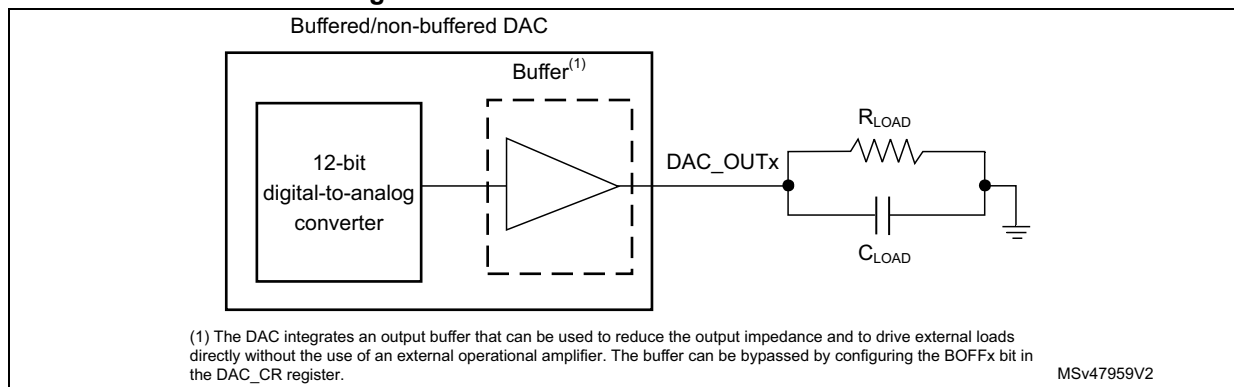 Buffered/non-buffered DAC
Buffer(1)
12-bit
digital-to-analog
converter
DAC_OUTx
RLOAD
CLOAD
(1) The DAC integrates an output buffer that can be used to reduce the output impedance and to drive external loads
directly without the use of an external operational amplifier. The buffer can be bypassed by configuring the BOFFx bit in
the DAC_CR register.
MSv47959V2